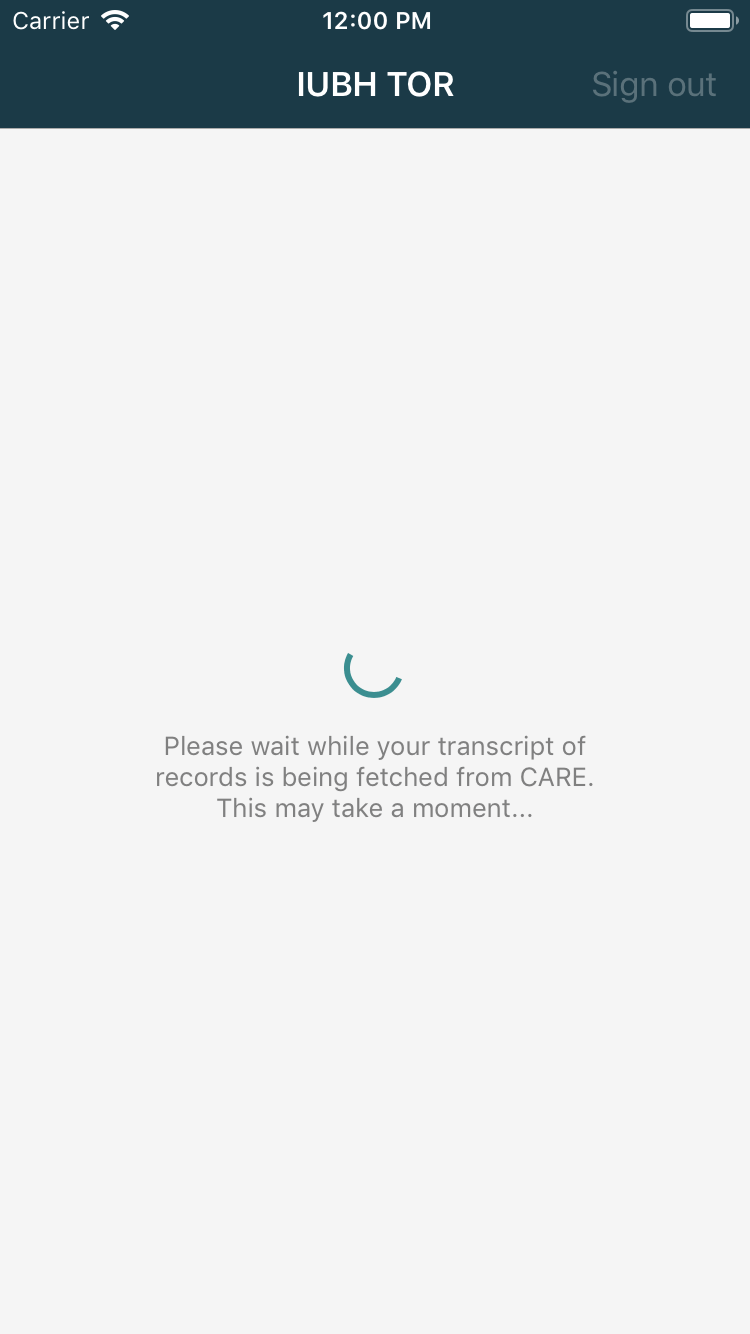 Carrier 12:00 PM
IUBH TOR Sign out
Please wait while your transcript of
records is being fetched from CARE.
This may take a moment...